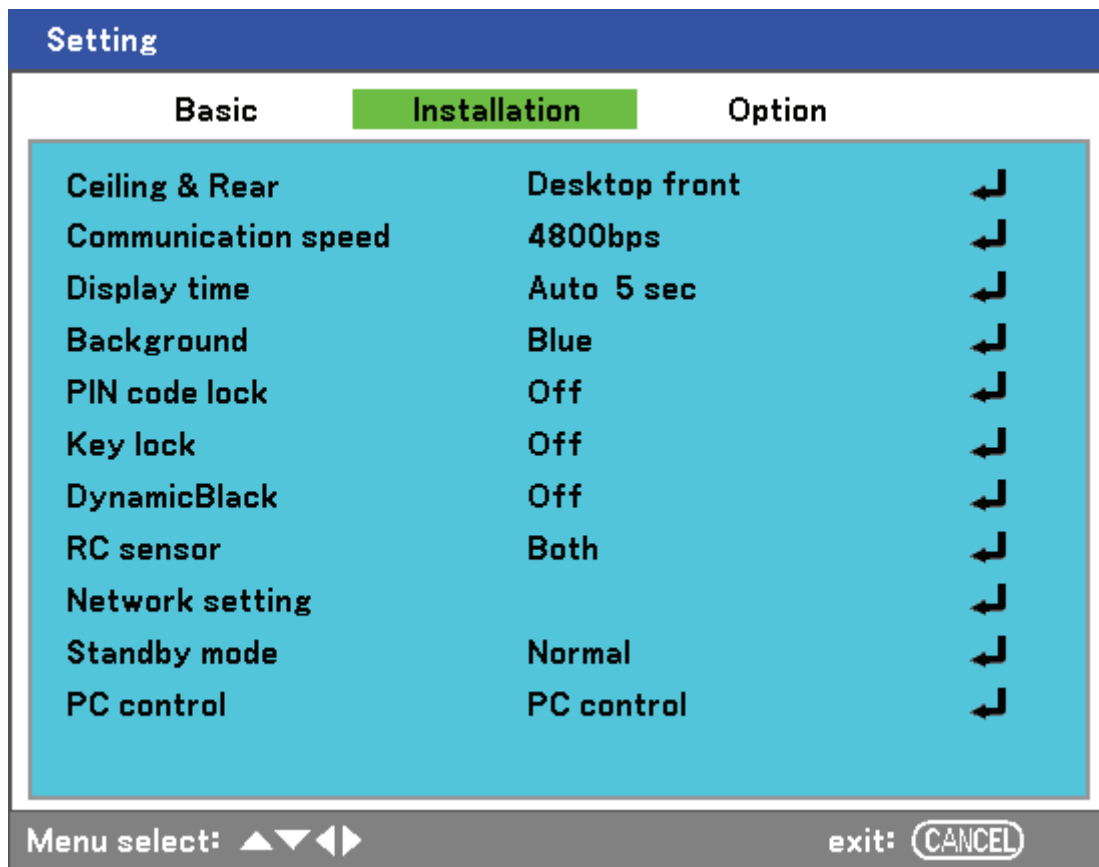 Setting
Basic Installation Option
Ceiling & Rear Desktop front
Communication speed 4800bps
Display time Auto 5 sec
Background Blue
PIN code lock Off
Key lock Off
DynamicBlack Off
RC sensor Both
Network setting
Standby mode Normal
PC control PC control
Menu select: ▲▼◀▶ exit: CANCEL